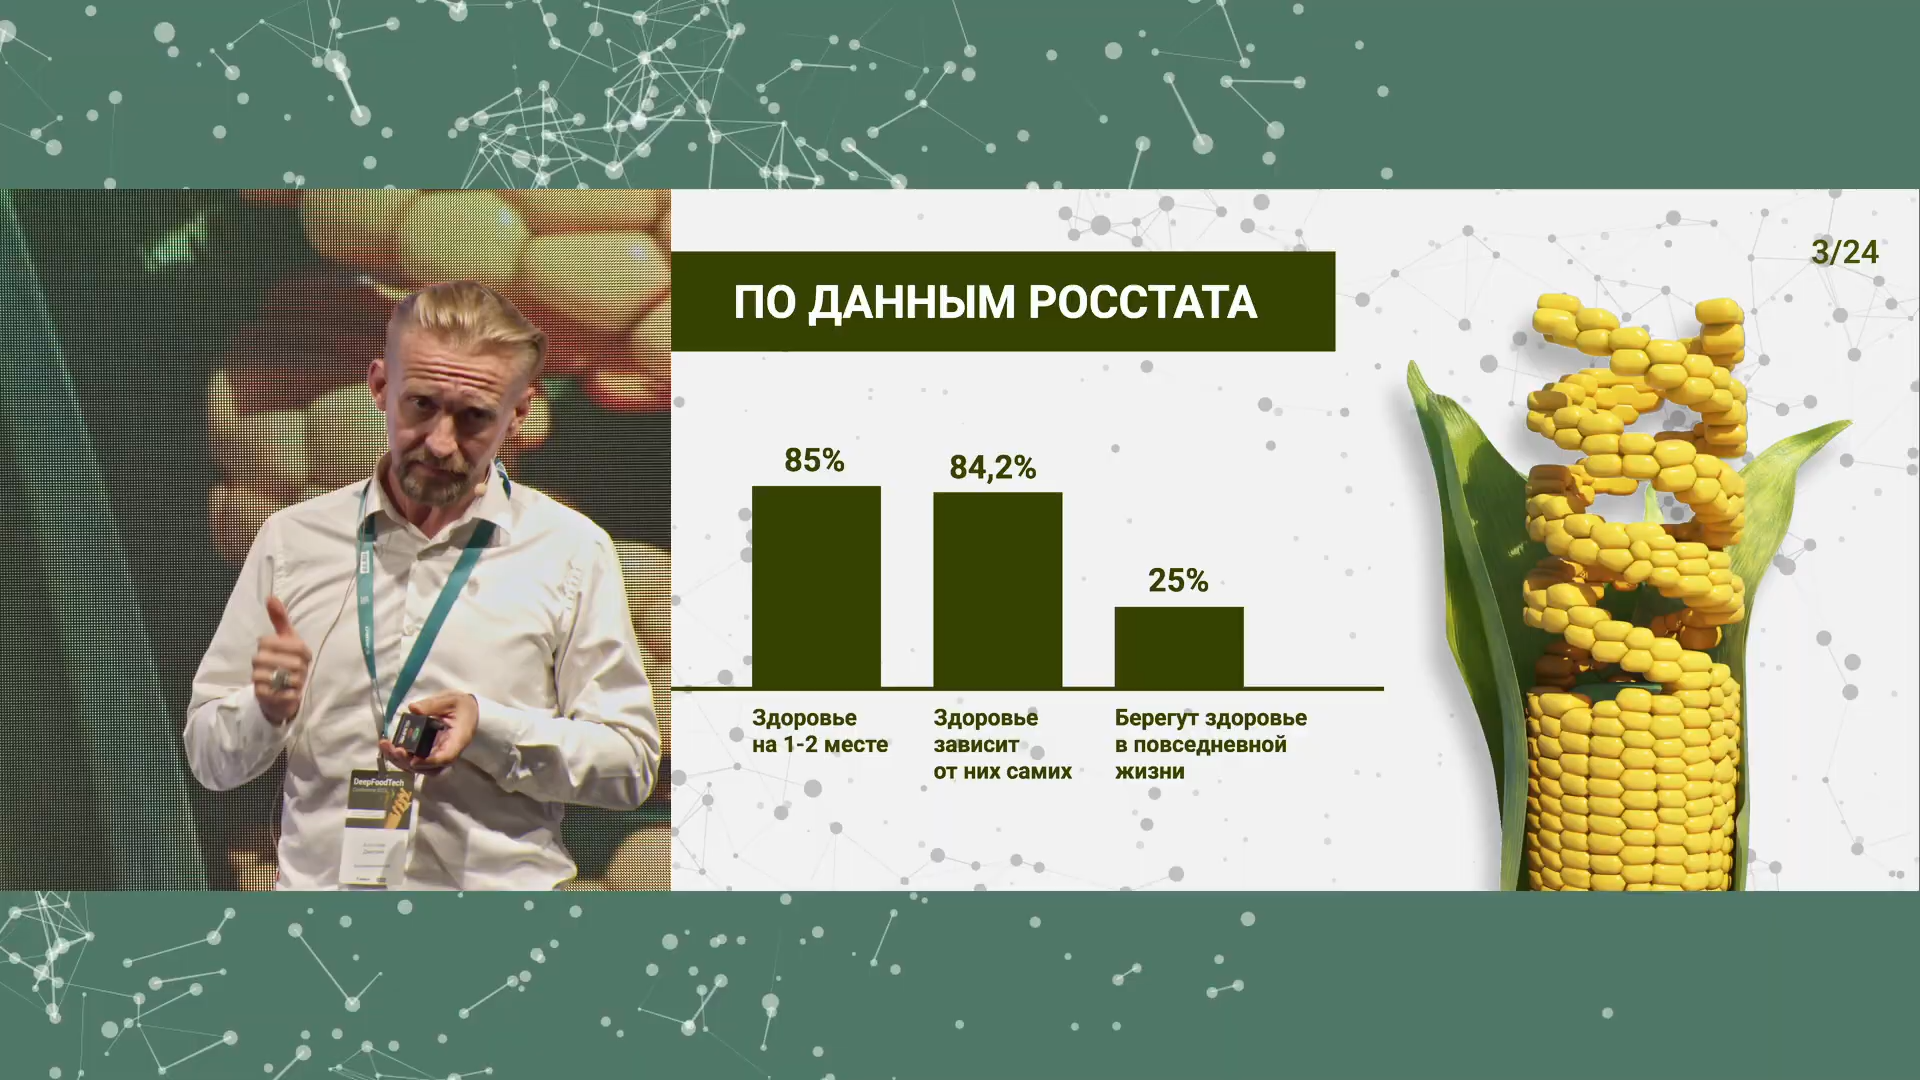 ПО ДАННЫМ РОССТАТА
3/24
85%
84,2%
25%
Здоровье
на 1-2 месте
Здоровье
зависит
от них самих
Берегут здоровье
в повседневной
жизни
DeepFoodTech